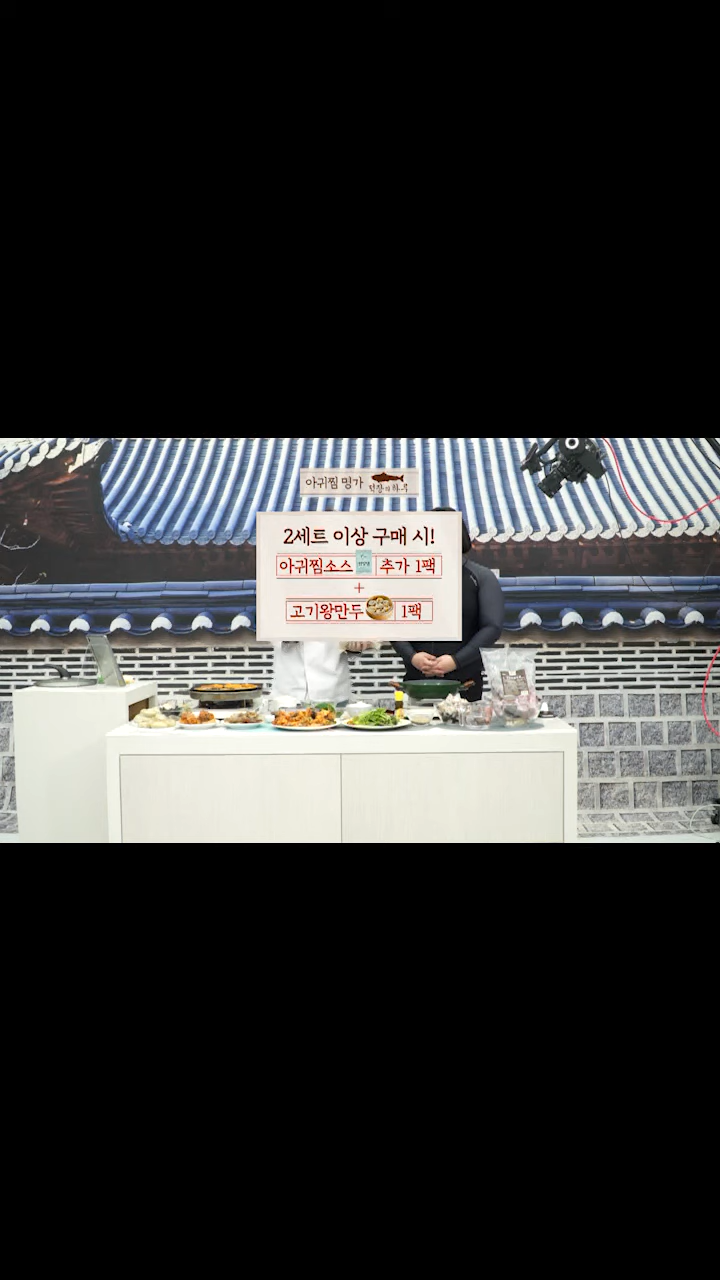 아귀찜 명가
2세트 이상 구매 시!
아귀찜소스 추가 1팩
+
고기왕만두 1팩